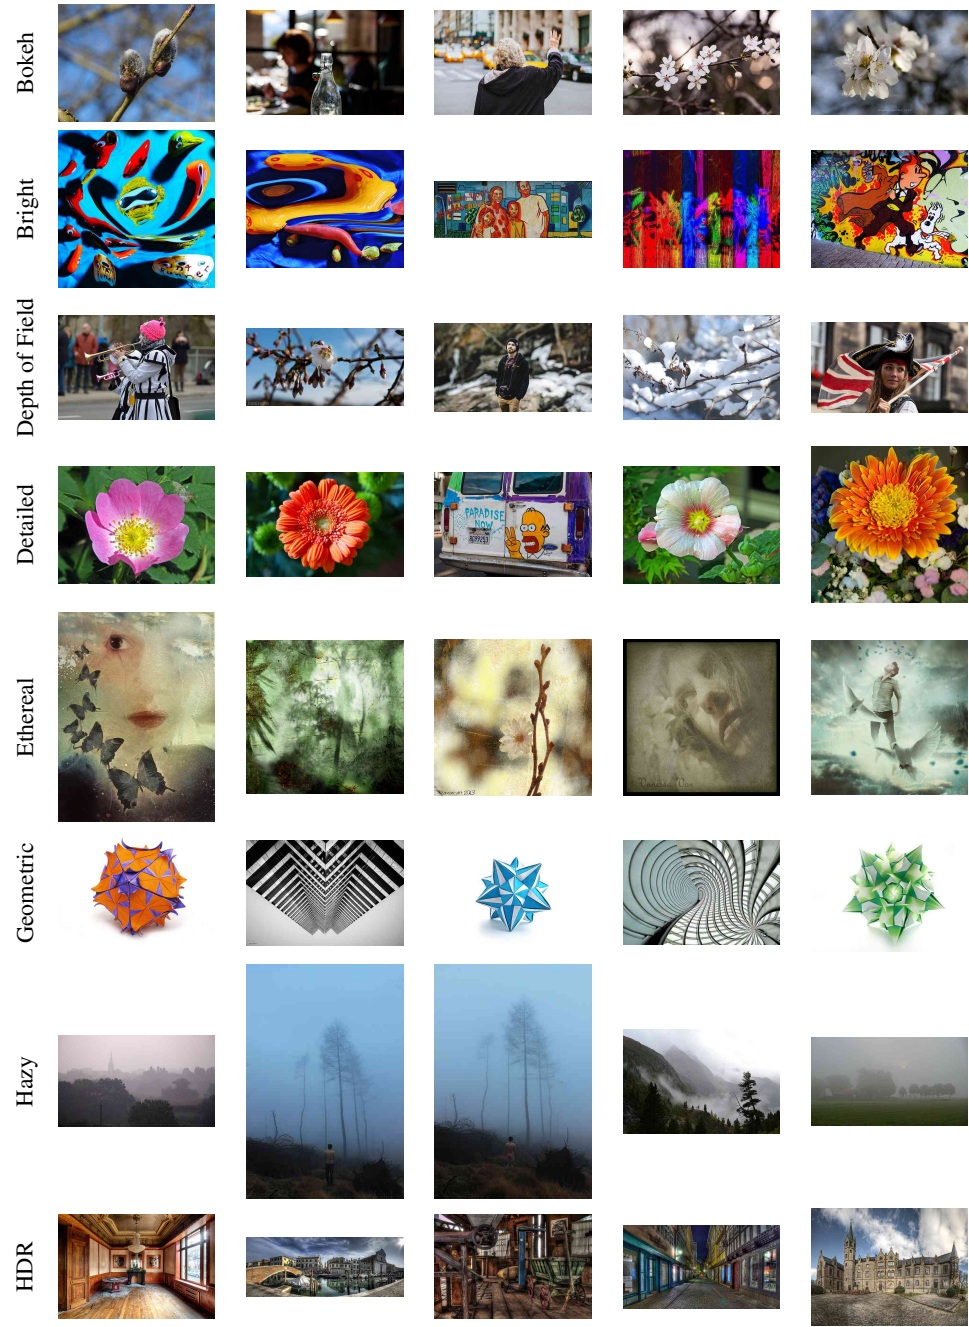 Bokeh
Bright
Depth of Field
Detailed
PARADISE
NOW
Ethereal
Geometric
Hazy
HDR